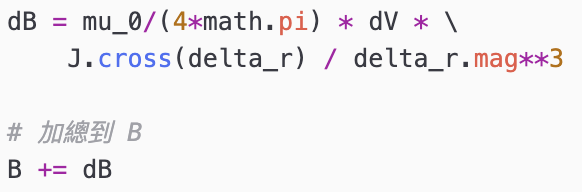 dB = mu_0/(4*math.pi) * dV * \
    J.cross(delta_r) / delta_r.mag**3

# 加總到 B
B += dB